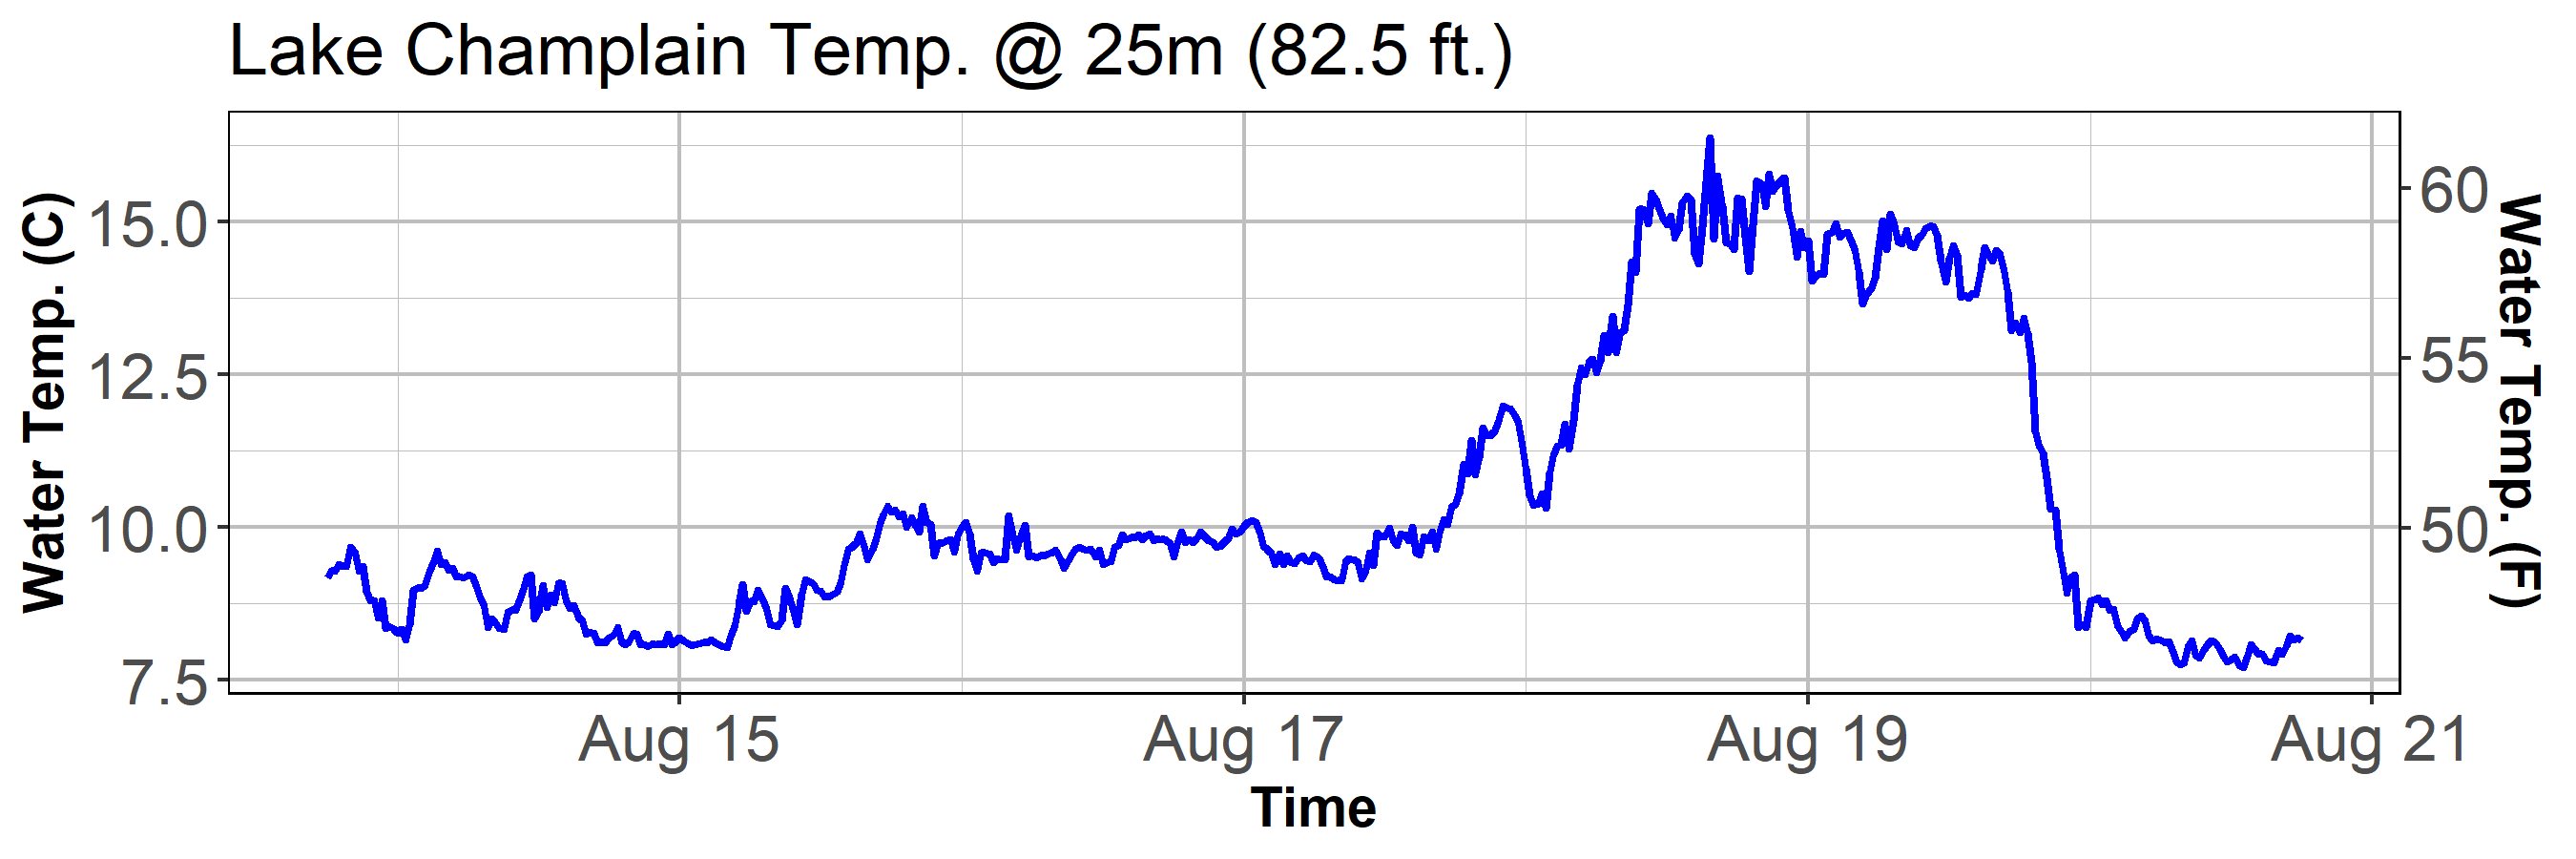 Lake Champlain Temp. @ 25m (82.5 ft.)
Water Temp. (C)
15.0
12.5
10.0
7.5
60
55
50
Water Temp. (F)
Aug 15 Aug 17 Aug 19 Aug 21
Time